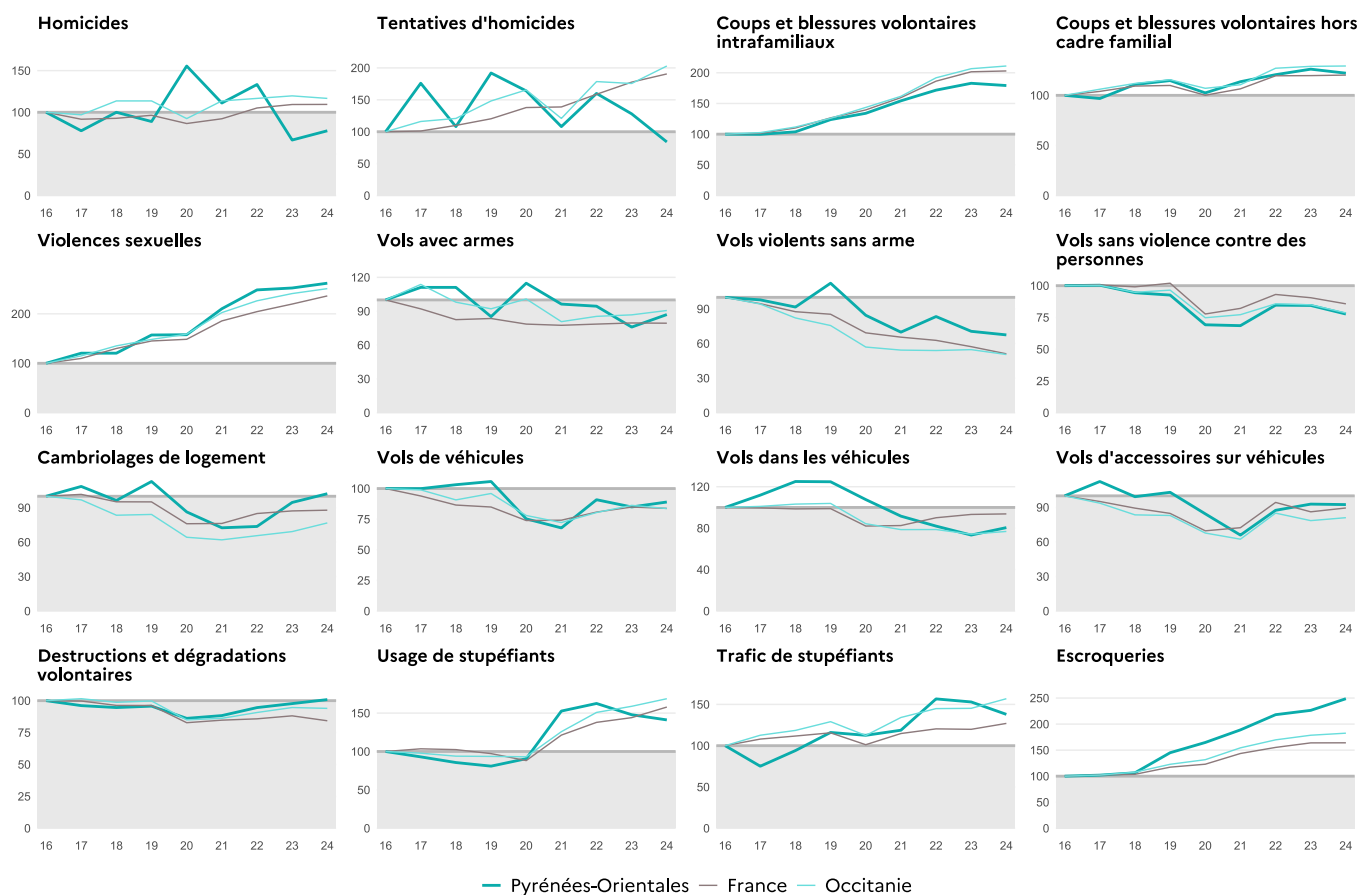 Homicides
150
100
50
0
16 17 18 19 20 21 22 23 24
Tentatives d'homicides
200
150
100
50
0
16 17 18 19 20 21 22 23 24
Coups et blessures volontaires
intrafamiliaux
200
150
100
50
0
16 17 18 19 20 21 22 23 24
Coups et blessures volontaires hors
cadre familial
100
50
0
16 17 18 19 20 21 22 23 24
Violences sexuelles
200
100
0
16 17 18 19 20 21 22 23 24
Vols avec armes
120
90
60
30
0
16 17 18 19 20 21 22 23 24
Vols violents sans arme
90
60
30
0
16 17 18 19 20 21 22 23 24
Vols sans violence contre des
personnes
100
75
50
25
0
16 17 18 19 20 21 22 23 24
Cambriolages de logement
90
60
30
0
16 17 18 19 20 21 22 23 24
Vols de véhicules
100
75
50
25
0
16 17 18 19 20 21 22 23 24
Vols dans les véhicules
120
80
40
0
16 17 18 19 20 21 22 23 24
Vols d'accessoires sur véhicules
90
60
30
0
16 17 18 19 20 21 22 23 24
Destructions et dégradations
volontaires
100
75
50
25
0
16 17 18 19 20 21 22 23 24
Usage de stupéfiants
150
100
50
0
16 17 18 19 20 21 22 23 24
Trafic de stupéfiants
150
100
50
0
16 17 18 19 20 21 22 23 24
Escroqueries
250
200
150
100
50
0
16 17 18 19 20 21 22 23 24
Pyrénées-Orientales France Occitanie